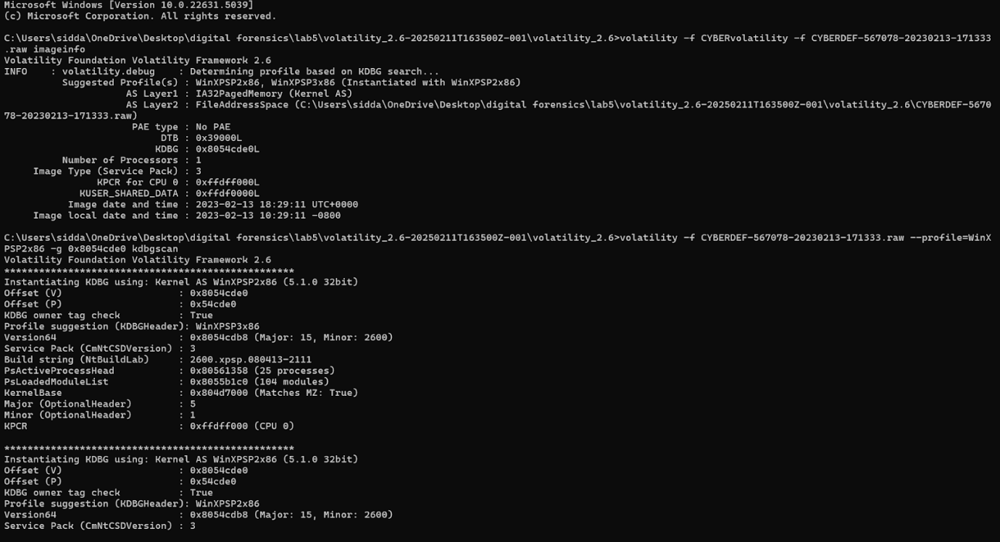 Microsoft Windows [Version 10.0.22631.5039]
(c) Microsoft Corporation. All rights reserved.
C:\Users\sidda\OneDrive\Desktop\digital forensics\lab5\volatility_2.6-20250211T163500Z-001\volatility_2.6>volatility -f CYBERvolatility -f CYBERDEF-567078-20230213-171333
.raw imageinfo
Volatility Foundation Volatility Framework 2.6
INFO    : volatility.debug    : Determining profile based on KDBG search...
          Suggested Profile(s) : WinXPSP2x86, WinXPSP3x86 (Instantiated with WinXPSP2x86)
                     AS Layer1 : IA32PagedMemory (Kernel AS)
                     AS Layer2 : FileAddressSpace (C:\Users\sidda\OneDrive\Desktop\digital forensics\lab5\volatility_2.6-20250211T163500Z-001\volatility_2.6\CYBERDEF-5670
78-20230213-171333.raw)
                      PAE type : No PAE
                           DTB : 0x39000L
                          KDBG : 0x8054cde0L
          Number of Processors : 1
     Image Type (Service Pack) : 3
                KPCR for CPU 0 : 0xffdff000L
             KUSER_SHARED_DATA : 0xffdf0000L
           Image date and time : 2023-02-13 18:29:11 UTC+0000
     Image local date and time : 2023-02-13 10:29:11 -0800
C:\Users\sidda\OneDrive\Desktop\digital forensics\lab5\volatility_2.6-20250211T163500Z-001\volatility_2.6>volatility -f CYBERDEF-567078-20230213-171333.raw --profile=WinX
PSP2x86 -g 0x8054cde0 kdbgscan
Volatility Foundation Volatility Framework 2.6
**************************************************
Instantiating KDBG using: Kernel AS WinXPSP2x86 (5.1.0 32bit)
Offset (V)                    : 0x8054cde0
Offset (P)                    : 0x54cde0
KDBG owner tag check          : True
Profile suggestion (KDBGHeader): WinXPSP3x86
Version64                     : 0x8054cdb8 (Major: 15, Minor: 2600)
Service Pack (CmNtCSDVersion) : 3
Build string (NtBuildLab)     : 2600.xpsp.080413-2111
PsActiveProcessHead           : 0x80561358 (25 processes)
PsLoadedModuleList            : 0x8055b1c0 (104 modules)
KernelBase                    : 0x804d7000 (Matches MZ: True)
Major (OptionalHeader)        : 5
Minor (OptionalHeader)        : 1
KPCR                          : 0xffdff000 (CPU 0)
**************************************************
Instantiating KDBG using: Kernel AS WinXPSP2x86 (5.1.0 32bit)
Offset (V)                    : 0x8054cde0
Offset (P)                    : 0x54cde0
KDBG owner tag check          : True
Profile suggestion (KDBGHeader): WinXPSP2x86
Version64                     : 0x8054cdb8 (Major: 15, Minor: 2600)
Service Pack (CmNtCSDVersion) : 3